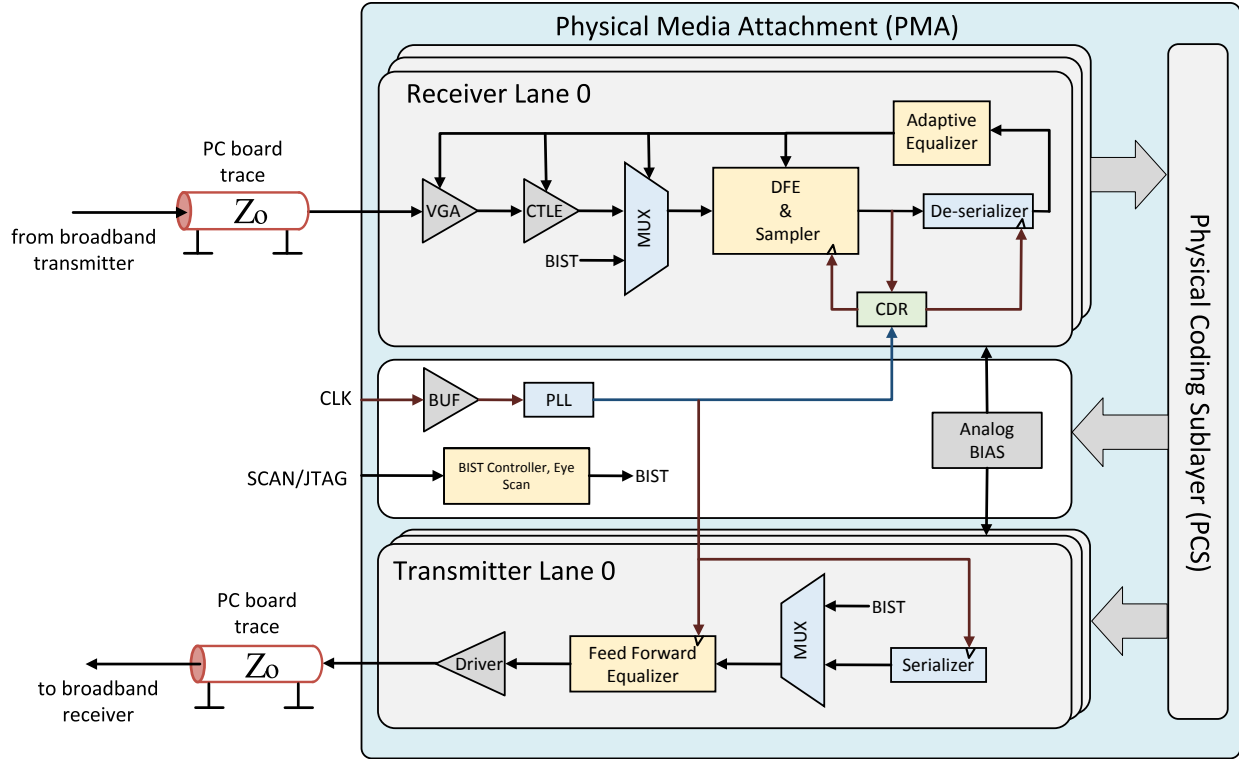 Physical Media Attachment (PMA)
Receiver Lane 0
Adaptive
Equalizer
PC board
trace
Zo
from broadband
transmitter
VGA
CTLE
MUX
BIST
DFE
&
Sampler
De-serializer
CDR
CLK
BUF
PLL
SCAN/JTAG
BIST Controller, Eye
Scan
BIST
Analog
BIAS
Physical Coding Sublayer (PCS)
Transmitter Lane 0
PC board
trace
Zo
to broadband
receiver
Driver
Feed Forward
Equalizer
MUX
BIST
Serializer